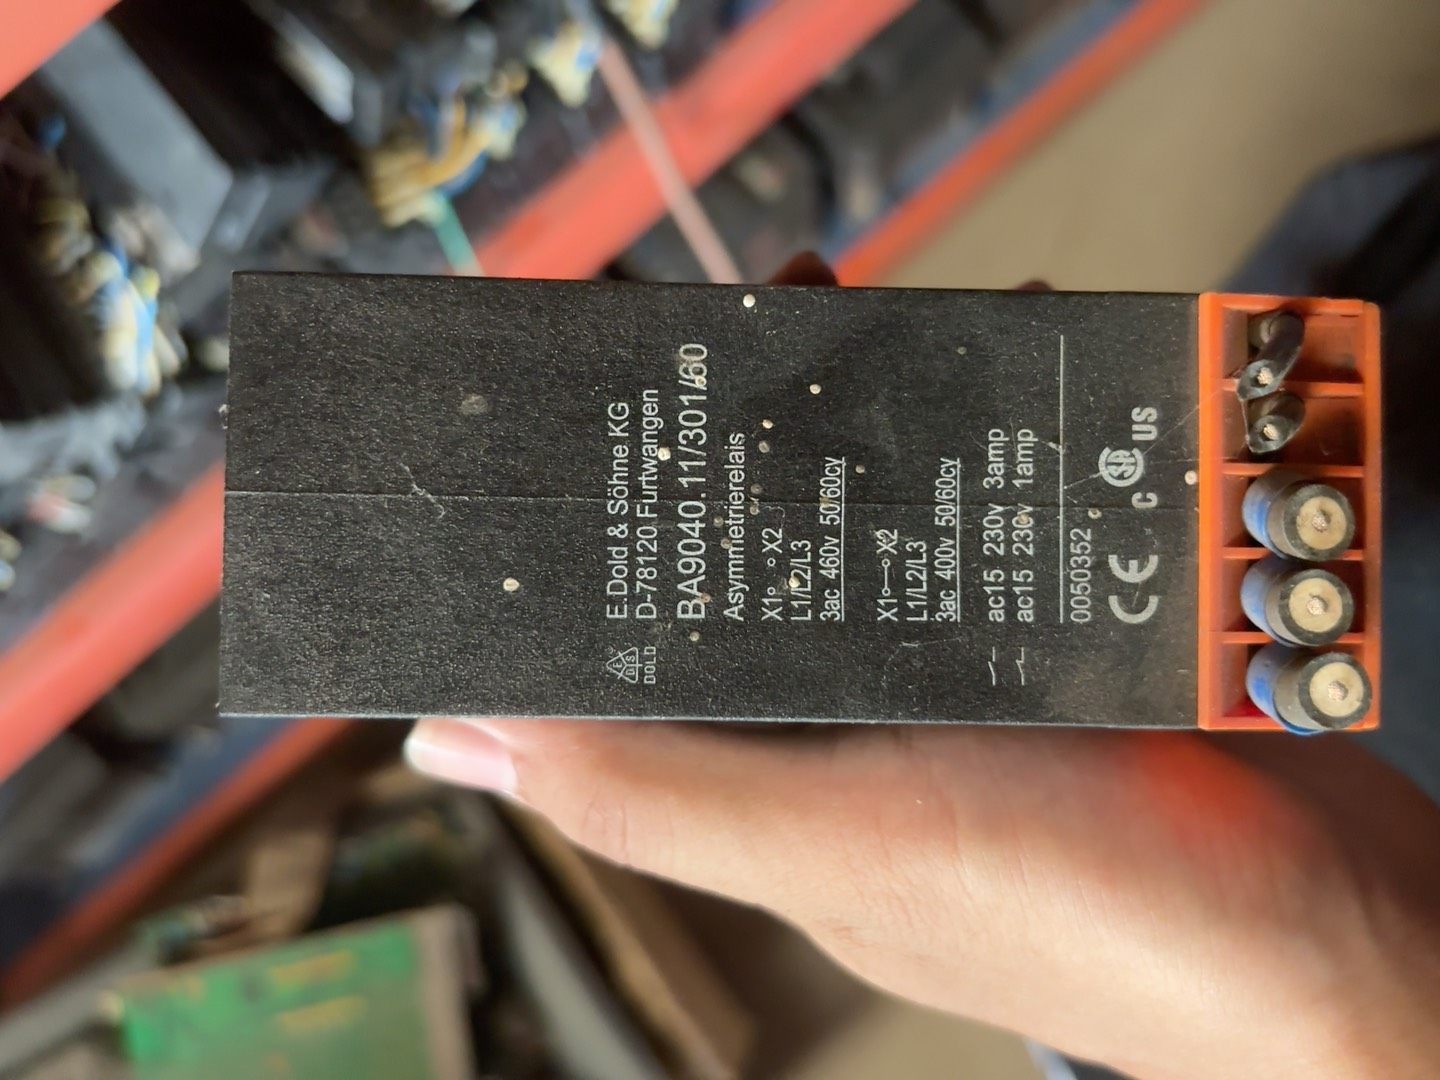 E.Dold & Söhne KG
D-78120 Furtwangen
DOLD
BA9040.11/301/60
Asymmetrierelais
X1 X2
L1/L2/L3
3ac 460v 50/60cy
X1 X2
L1/L2/L3
3ac 400v 50/60cy
ac15 230v 3amp
ac15 230v 1amp
0050352
CE C SA US